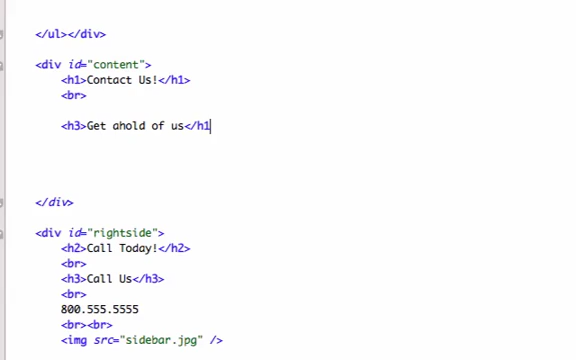 </ul></div>
<div id="content">
<h1>Contact Us!</h1>
<br>
<h3>Get ahold of us</h1
</div>
<div id="rightside">
<h2>Call Today!</h2>
<br>
<h3>Call Us</h3>
<br>
800.555.5555
<br><br>
<img src="sidebar.jpg" />